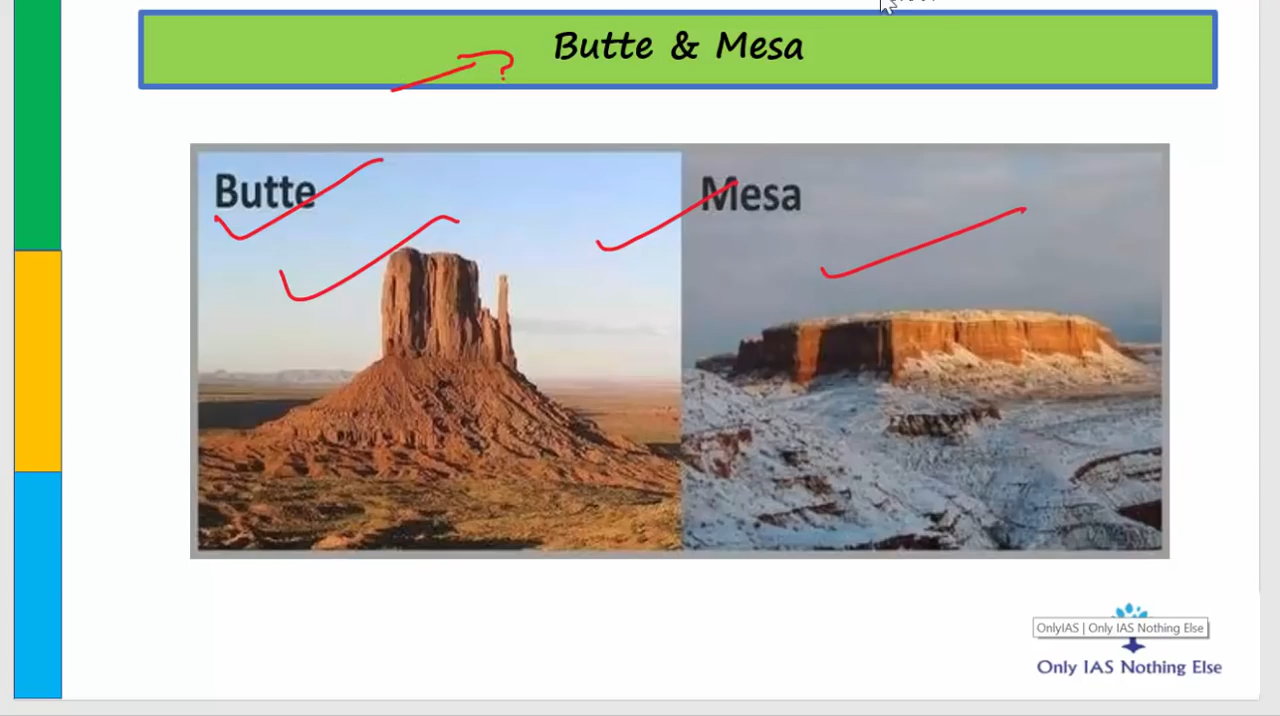 Butte & Mesa
?
Butte
Mesa
OnlyIAS | Only IAS Nothing Else
Only IAS Nothing Else